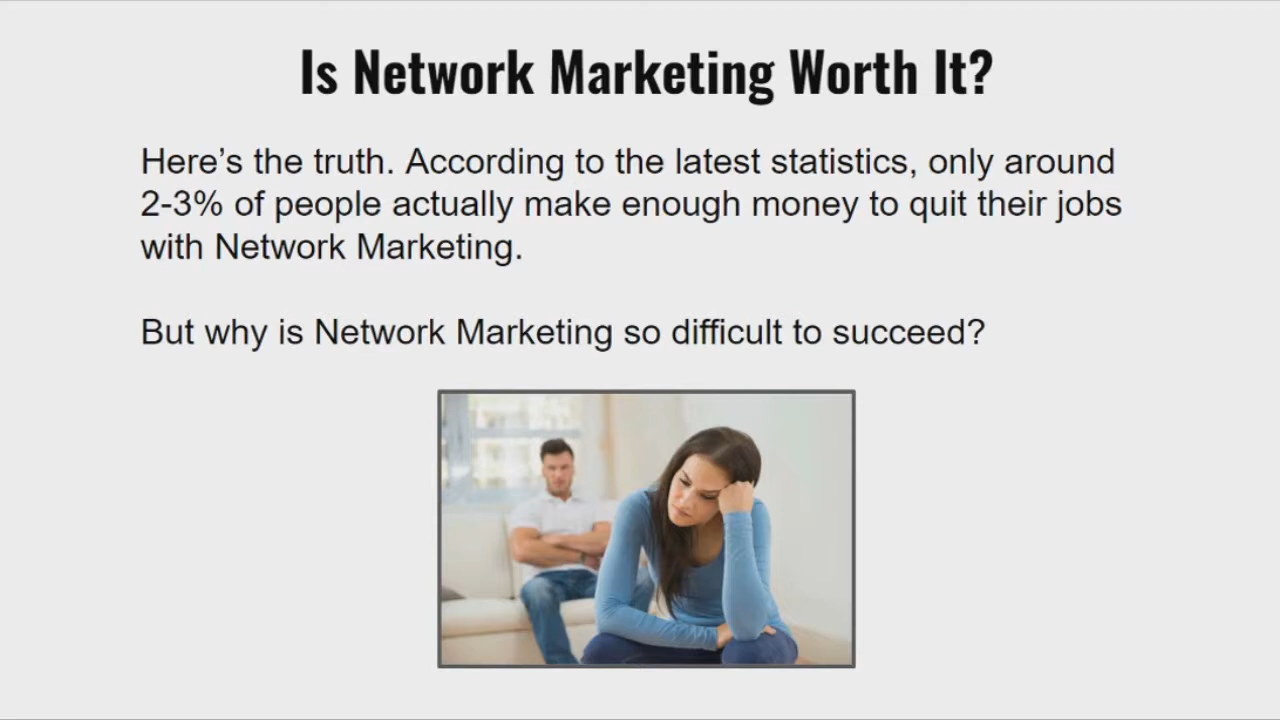 Is Network Marketing Worth It?
Here’s the truth. According to the latest statistics, only around
2-3% of people actually make enough money to quit their jobs
with Network Marketing.
But why is Network Marketing so difficult to succeed?